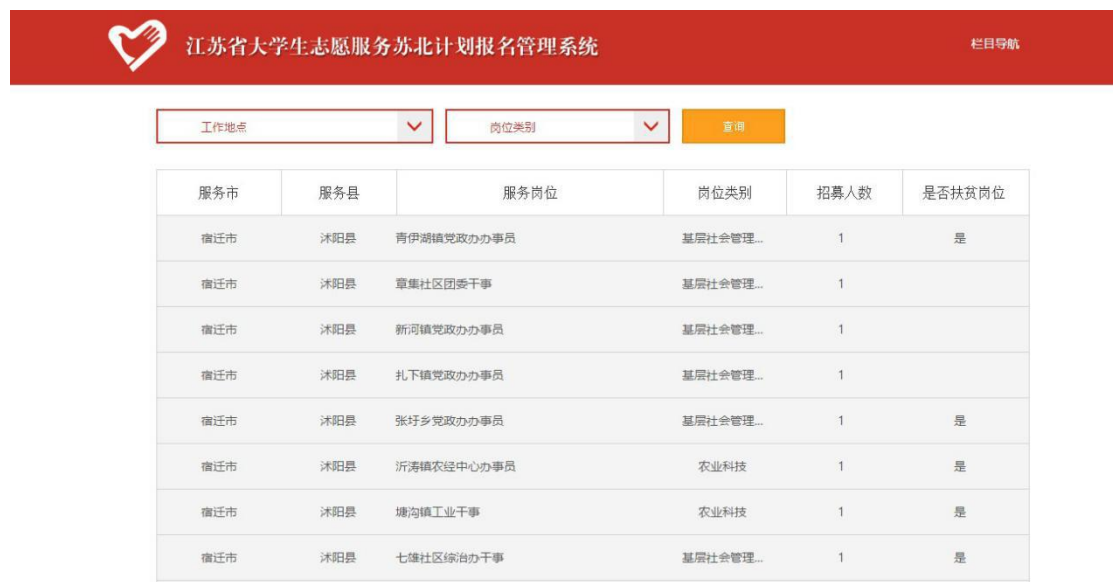 江苏省大学生志愿服务苏北计划报名管理系统 栏目导航
工作地点 岗位类别 查询
服务市 服务县 服务岗位 岗位类别 招募人数 是否扶贫岗位
宿迁市 沭阳县 青伊湖镇党政办办事员 基层社会管理... 1 是
宿迁市 沭阳县 章集社区团委干事 基层社会管理... 1
宿迁市 沭阳县 新河镇党政办办事员 基层社会管理... 1
宿迁市 沭阳县 扎下镇党政办办事员 基层社会管理... 1
宿迁市 沭阳县 张圩乡党政办办事员 基层社会管理... 1 是
宿迁市 沭阳县 沂涛镇农经中心办事员 农业科技 1 是
宿迁市 沭阳县 塘沟镇工业干事 农业科技 1 是
宿迁市 沭阳县 七雄社区综治办干事 基层社会管理... 1 是